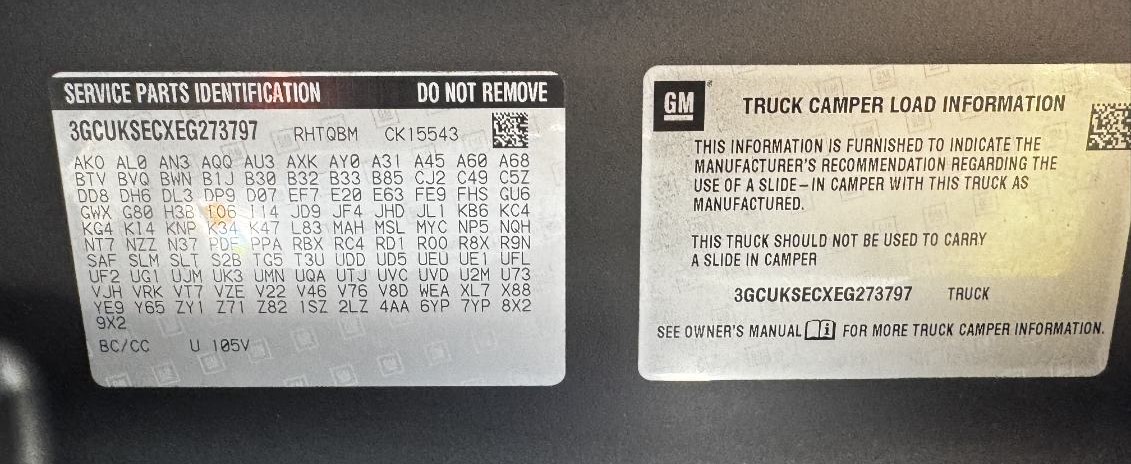 SERVICE PARTS IDENTIFICATION DO NOT REMOVE
3GCUKSECXEG273797 RHTQBM CK15543
AKO AL0 AN3 AQQ AU3 AXK AY0 A31 A45 A60 A68
BTV BVQ BWN B1J B30 B32 B33 B85 CJ2 C49 C5Z
DD8 DH6 DL3 DP9 D07 EF7 E20 E63 FE9 FHS GU6
GWX G80 H3B IO6 I14 JD9 JF4 JHD JL1 KB6 KC4
KG4 K14 KNP K34 K47 L83 MAH MSL MYC NP5 NQH
NT7 NZZ N37 PDF PPA RBX RC4 RD1 R00 R8X R9N
SAF SLM SLT S2B TG5 T3U UDD UD5 UEU UE1 UFL
UF2 UG1 UJM UK3 UMN UQA UTJ UVC UVD U2M U73
VJH VRK VT7 VZE V22 V46 V76 V8D WEA XL7 X88
YE9 Y65 ZY1 Z71 Z82 1SZ 2LZ 4AA 6YP 7YP 8X2
9X2
BC/CC U 105V
GM TRUCK CAMPER LOAD INFORMATION
THIS INFORMATION IS FURNISHED TO INDICATE THE
MANUFACTURER'S RECOMMENDATION REGARDING THE
USE OF A SLIDE-IN CAMPER WITH THIS TRUCK AS
MANUFACTURED.
THIS TRUCK SHOULD NOT BE USED TO CARRY
A SLIDE IN CAMPER
3GCUKSECXEG273797 TRUCK
SEE OWNER'S MANUAL FOR MORE TRUCK CAMPER INFORMATION.